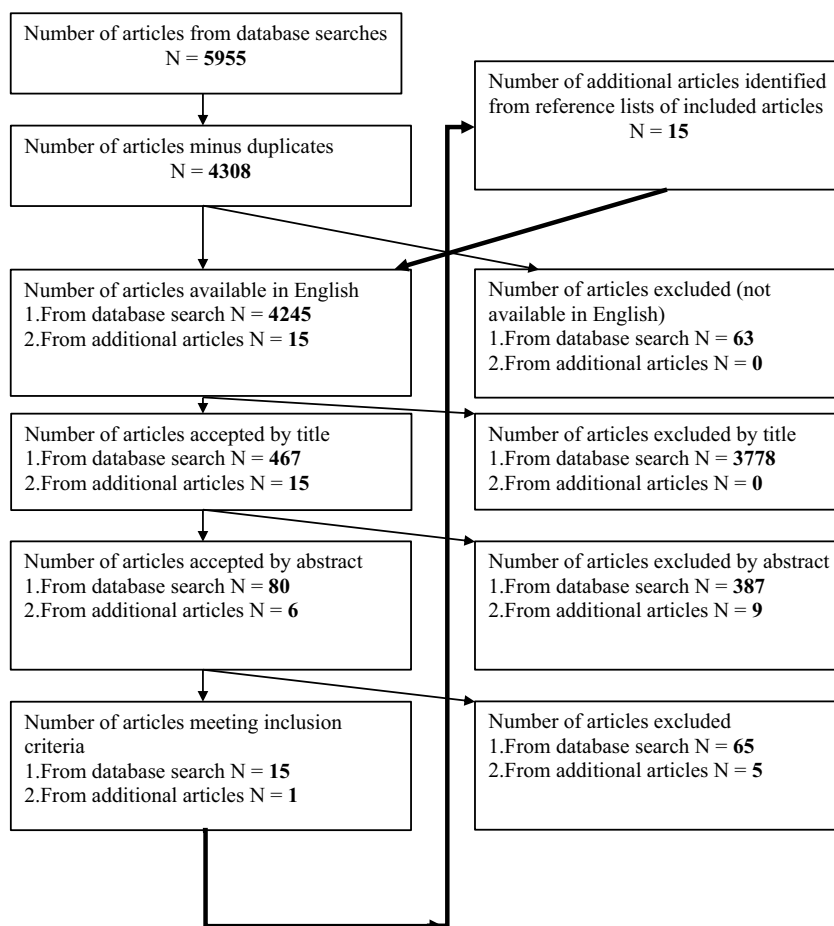 Number of articles from database searches
N = 5955
Number of additional articles identified
from reference lists of included articles
N = 15
Number of articles minus duplicates
N = 4308
Number of articles available in English
1.From database search N = 4245
2.From additional articles N = 15
Number of articles excluded (not
available in English)
1.From database search N = 63
2.From additional articles N = 0
Number of articles accepted by title
1.From database search N = 467
2.From additional articles N = 15
Number of articles excluded by title
1.From database search N = 3778
2.From additional articles N = 0
Number of articles accepted by abstract
1.From database search N = 80
2.From additional articles N = 6
Number of articles excluded by abstract
1.From database search N = 387
2.From additional articles N = 9
Number of articles meeting inclusion
criteria
1.From database search N = 15
2.From additional articles N = 1
Number of articles excluded
1.From database search N = 65
2.From additional articles N = 5